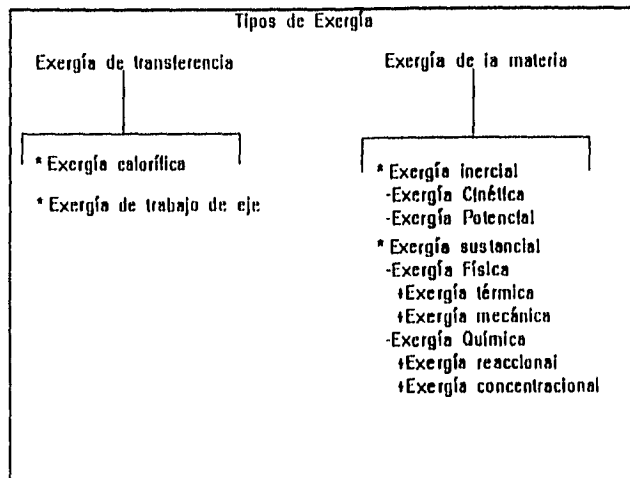 Tipos de Exergía
Exergía de transferencia
* Exergía calorífica
* Exergía de trabajo de eje
Exergía de la materia
* Exergía inercial
-Exergía Cinética
-Exergía Potencial
* Exergía sustancial
-Exergía Física
+Exergía térmica
+Exergía mecánica
-Exergía Química
+Exergía reaccional
+Exergía concentracional